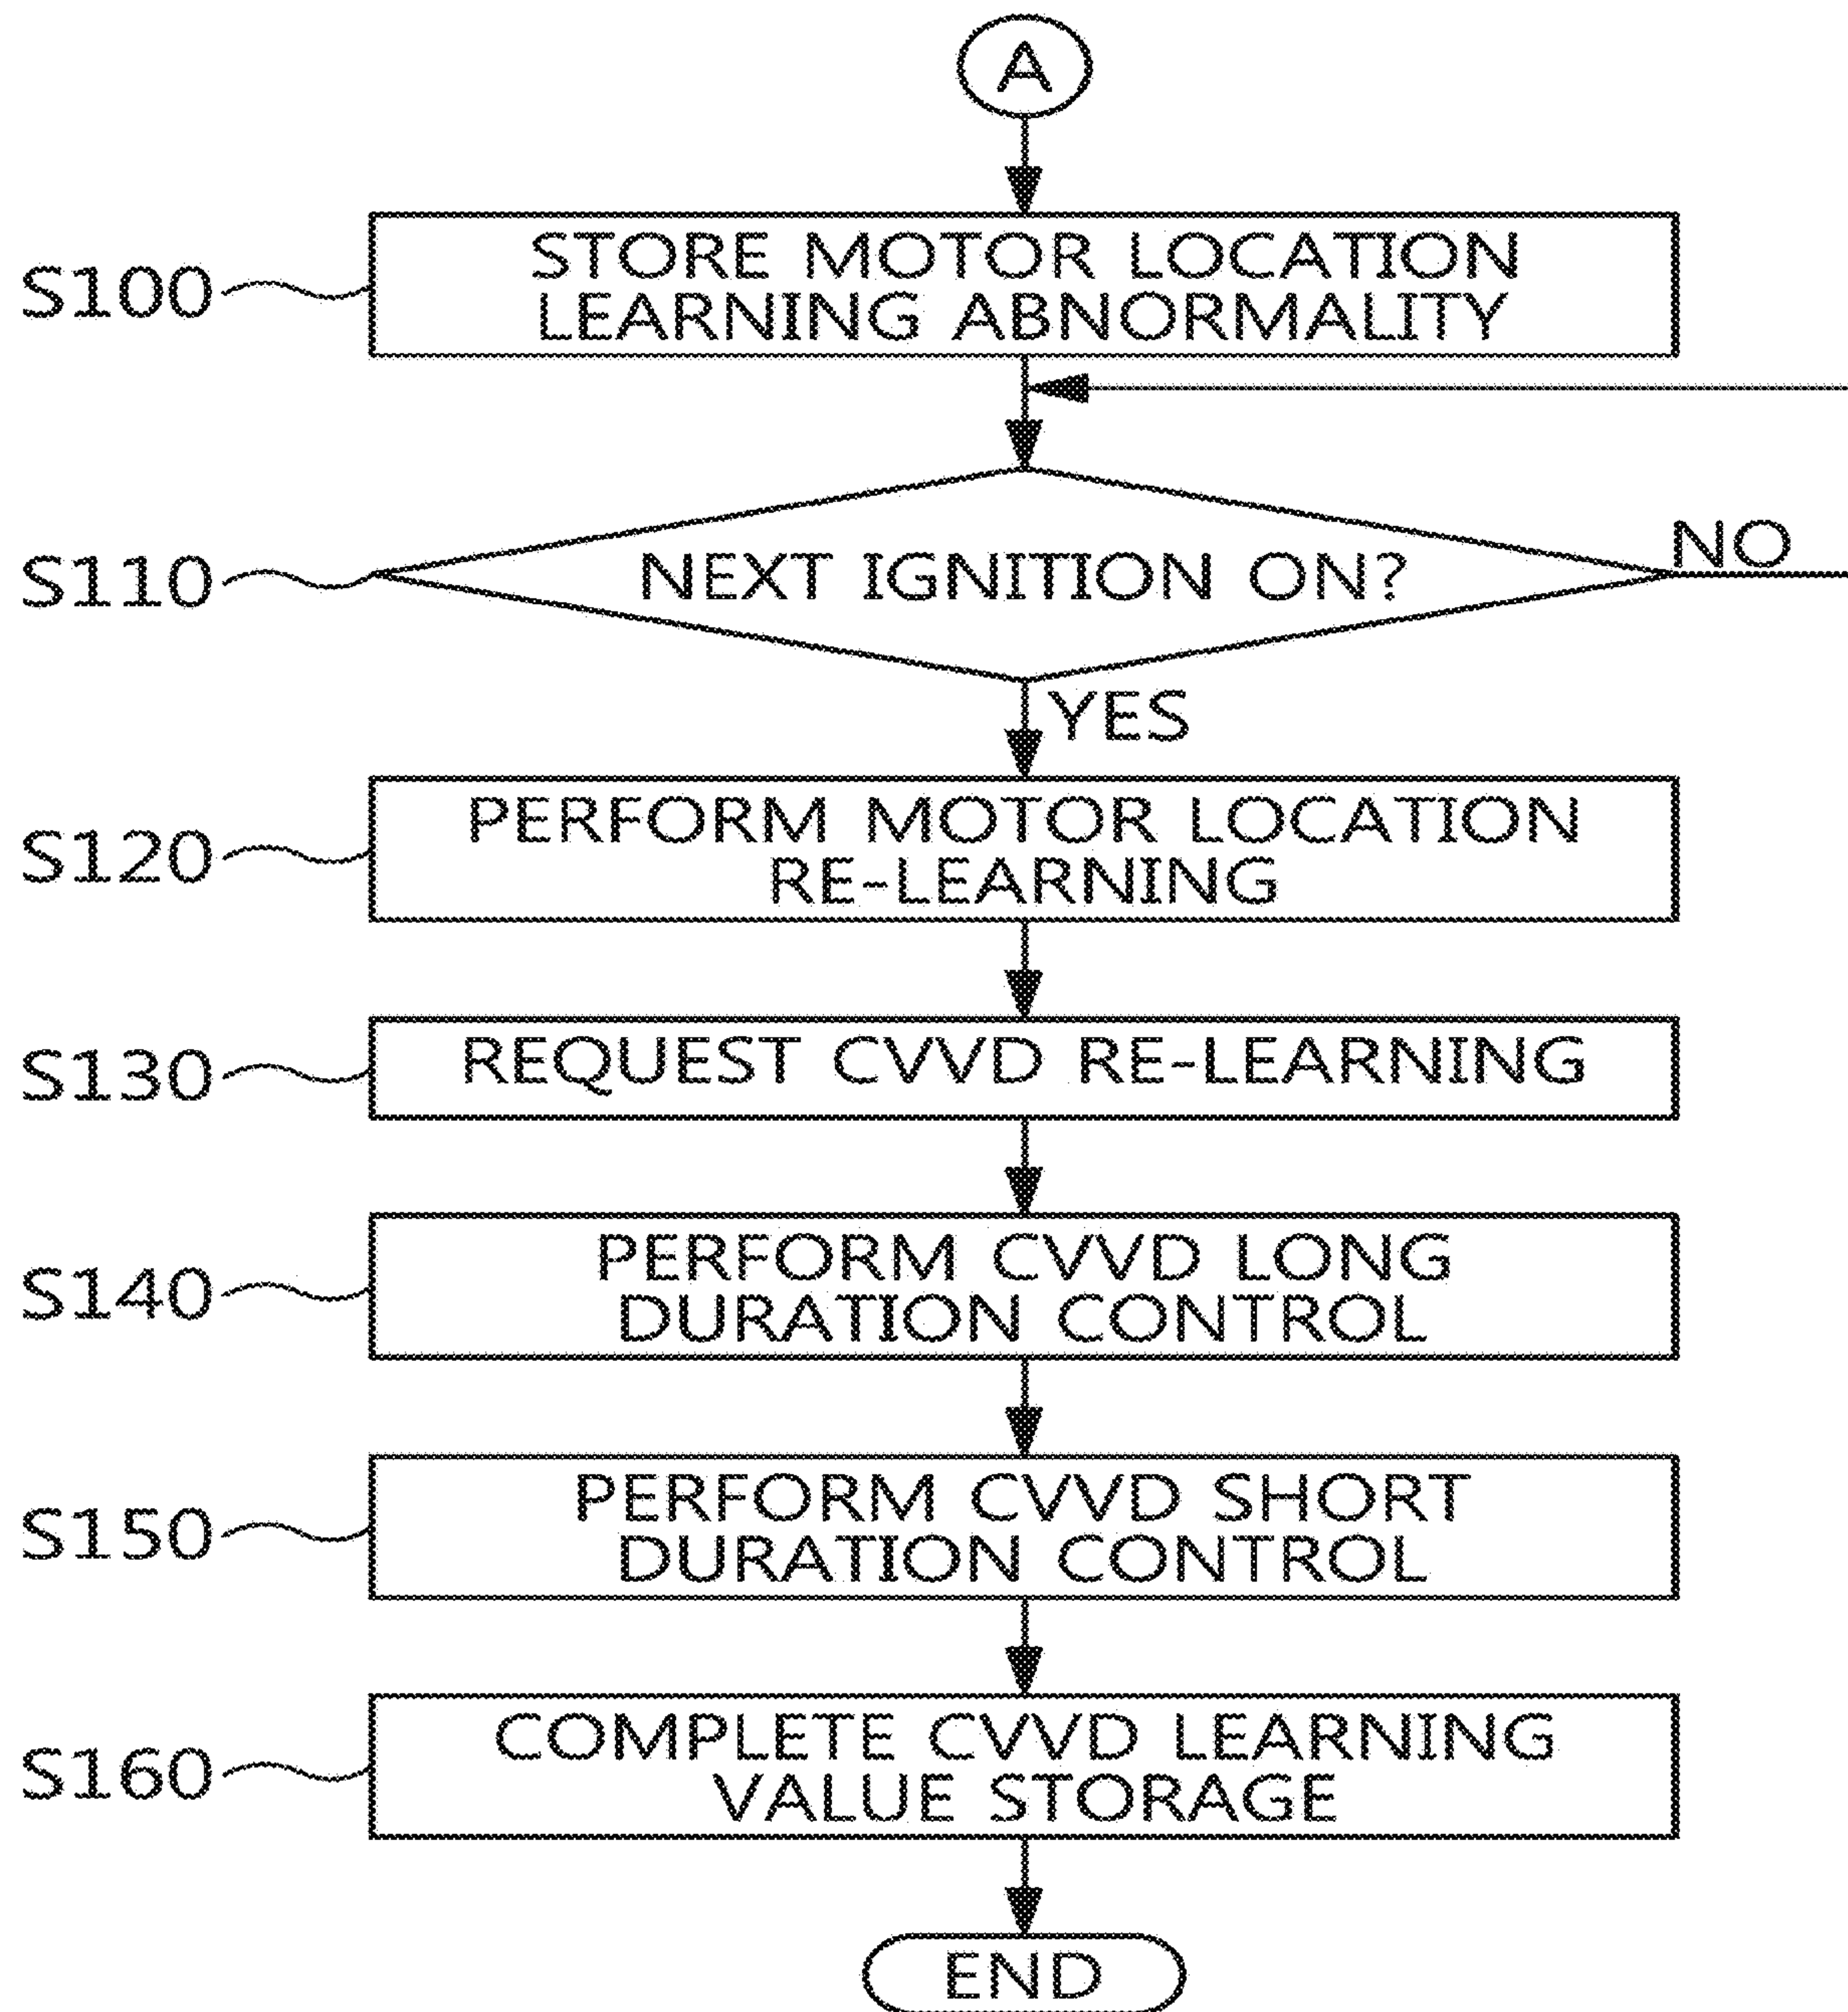 A
S100
STORE MOTOR LOCATION
LEARNING ABNORMALITY
S110
NEXT IGNITION ON?
NO
YES
S120
PERFORM MOTOR LOCATION
RE-LEARNING
S130
REQUEST CVVD RE-LEARNING
S140
PERFORM CVVD LONG
DURATION CONTROL
S150
PERFORM CVVD SHORT
DURATION CONTROL
S160
COMPLETE CVVD LEARNING
VALUE STORAGE
END